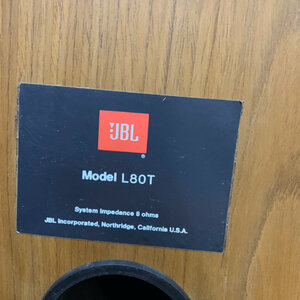 JBL
®
Model L80T
System Impedance 8 ohms
JBL Incorporated, Northridge, California U.S.A.